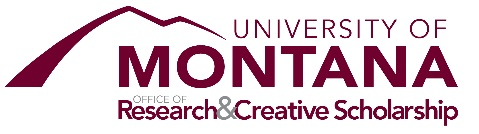 UNIVERSITY OF
MONTANA
OFFICE OF
Research&Creative Scholarship